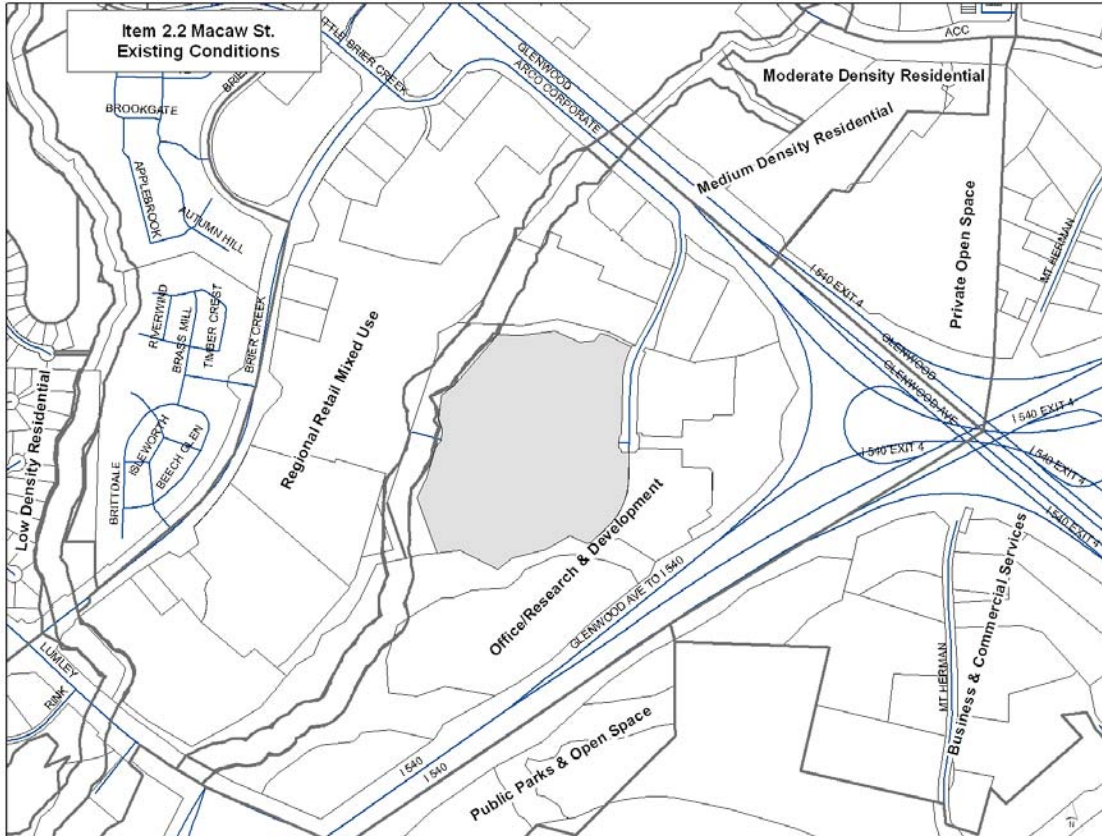 Item 2.2 Macaw St.
Existing Conditions
BRIER CREEK
GLENWOOD
ARCO CORPORATE
ACC
Moderate Density Residential
Medium Density Residential
BROOKGATE
APPLEBROOK
AUTUMN HILL
MT HERMAN
Private Open Space
I 540 EXIT 4
RIVERWIND
BRASS MILL
TIMBER CREST
BRIER CREEK
Regional Retail Mixed Use
GLENWOOD
GLENWOOD AVE
I 540 EXIT 4
I 540 EXIT 4
I 540 EXIT 4
I 540 EXIT 4
Low Density Residential
ISLEWORTH
BEECH GLEN
BRITTDALE
Office/Research & Development
GLENWOOD AVE TO I 540
Business & Commercial Services
MT HERMAN
LUMLEY
RINK
I 540
I 540
Public Parks & Open Space